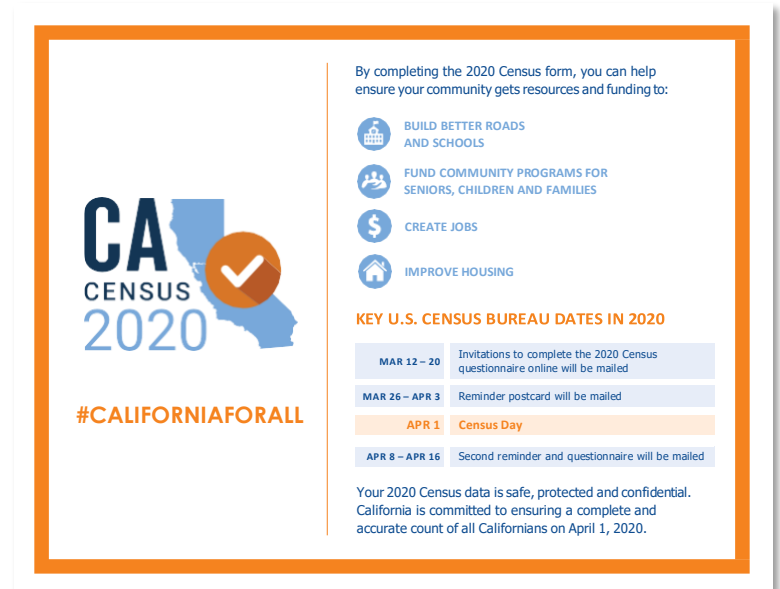 CA
CENSUS
2020
#CALIFORNIAFORALL
By completing the 2020 Census form, you can help
ensure your community gets resources and funding to:
BUILD BETTER ROADS
AND SCHOOLS
FUND COMMUNITY PROGRAMS FOR
SENIORS, CHILDREN AND FAMILIES
$
CREATE JOBS
IMPROVE HOUSING
KEY U.S. CENSUS BUREAU DATES IN 2020
MAR 12 – 20 Invitations to complete the 2020 Census
questionnaire online will be mailed
MAR 26 – APR 3 Reminder postcard will be mailed
APR 1 Census Day
APR 8 – APR 16 Second reminder and questionnaire will be mailed
Your 2020 Census data is safe, protected and confidential.
California is committed to ensuring a complete and
accurate count of all Californians on April 1, 2020.